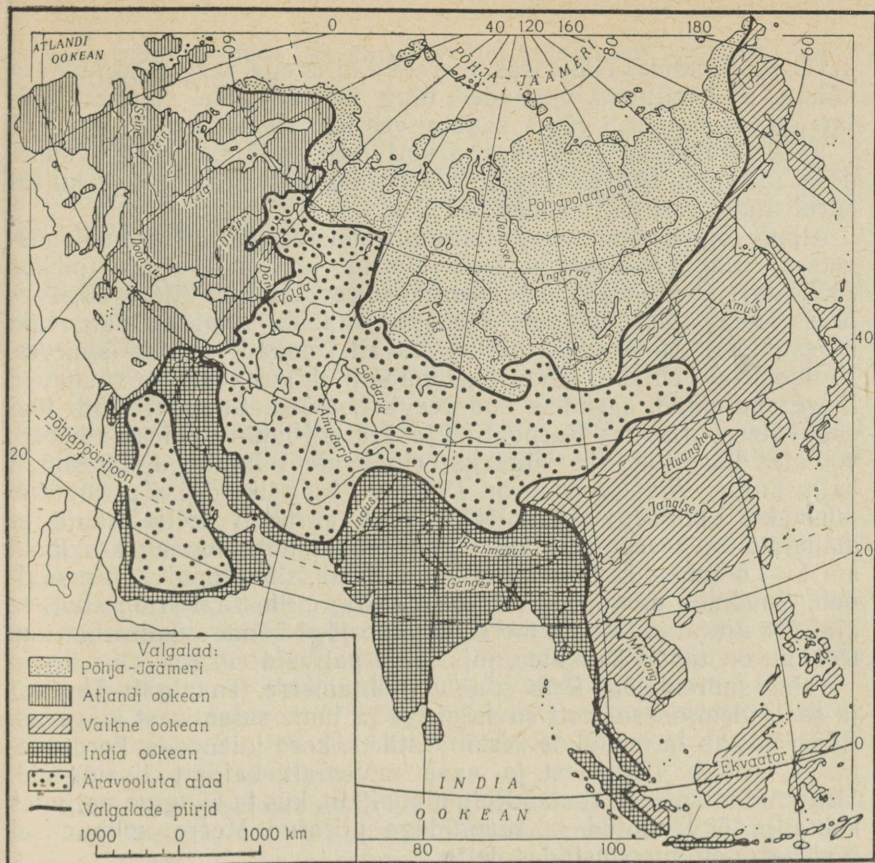 0 40 120 160 180
60 80 60
ATLANDI
OOKEAN
PÕHJA-JÄÄMERI
Seine
Rein
Visla
Doonau
Dnepr
Don
Volga
Põhjapolaarjoon
Ob
Jenissei
Leena
Angaraa
Irtõš
Amuur
40
Sõrdarja
Amudarja
Põhjapöörijoon
20
Huanghe
Jangtse
Indus
Brahmaputra
Ganges
20
Mekong
Valgalad:
Põhja-Jäämeri
Atlandi ookean
Vaikne ookean
India ookean
Äravooluta alad
Valgalade piirid
1000 0 1000 km
INDIA
OOKEAN
Ekvaator
0
80 100